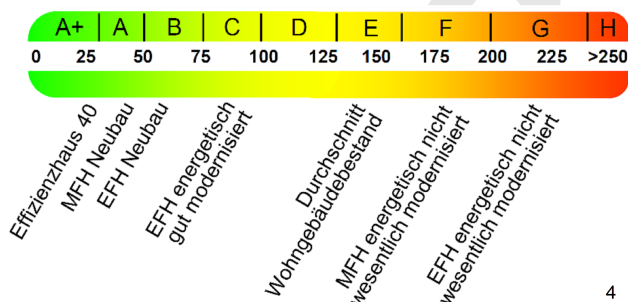 A+ A B C D E F G H
0 25 50 75 100 125 150 175 200 225 >250
Effizienzhaus 40
MFH Neubau
EFH Neubau
EFH energetisch
gut modernisiert
Durchschnitt
Wohngebäudebestand
MFH energetisch nicht
wesentlich modernisiert
EFH energetisch nicht
wesentlich modernisiert
4